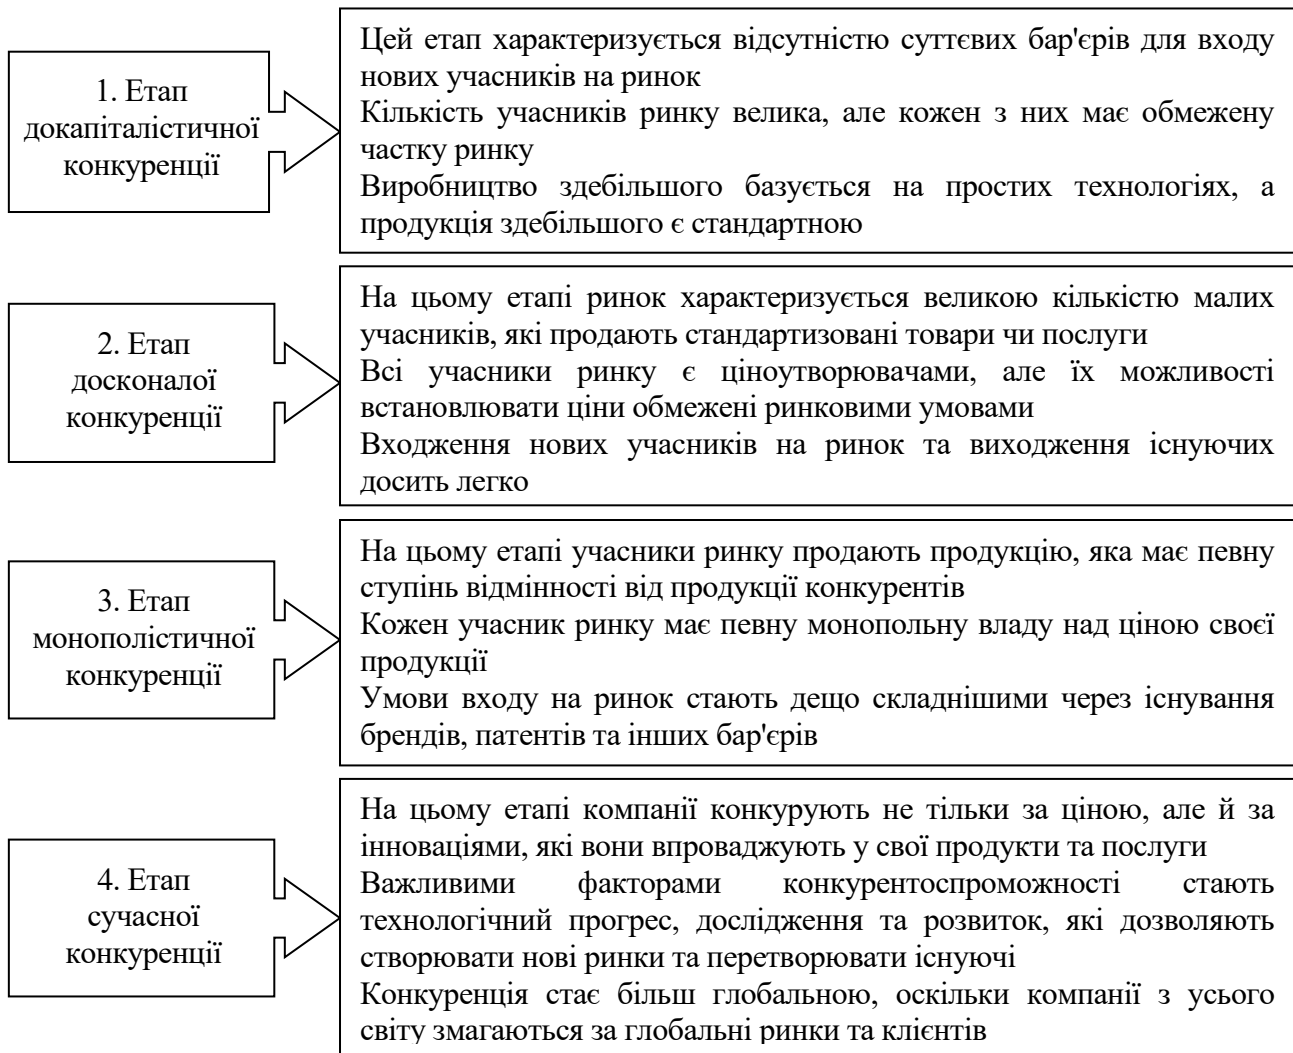 1. Етап
докапіталістичної
конкуренції
Цей етап характеризується відсутністю суттєвих бар'єрів для входу
нових учасників на ринок
Кількість учасників ринку велика, але кожен з них має обмежену
частку ринку
Виробництво здебільшого базується на простих технологіях, а
продукція здебільшого є стандартною
2. Етап
досконалої
конкуренції
На цьому етапі ринок характеризується великою кількістю малих
учасників, які продають стандартизовані товари чи послуги
Всі учасники ринку є ціноутворювачами, але їх можливості
встановлювати ціни обмежені ринковими умовами
Входження нових учасників на ринок та виходження існуючих
досить легко
3. Етап
монополістичної
конкуренції
На цьому етапі учасники ринку продають продукцію, яка має певну
ступінь відмінності від продукції конкурентів
Кожен учасник ринку має певну монопольну владу над ціною своєї
продукції
Умови входу на ринок стають дещо складнішими через існування
брендів, патентів та інших бар'єрів
4. Етап
сучасної
конкуренції
На цьому етапі компанії конкурують не тільки за ціною, але й за
інноваціями, які вони впроваджують у свої продукти та послуги
Важливими факторами конкурентоспроможності стають
технологічний прогрес, дослідження та розвиток, які дозволяють
створювати нові ринки та перетворювати існуючі
Конкуренція стає більш глобальною, оскільки компанії з усього
світу змагаються за глобальні ринки та клієнтів